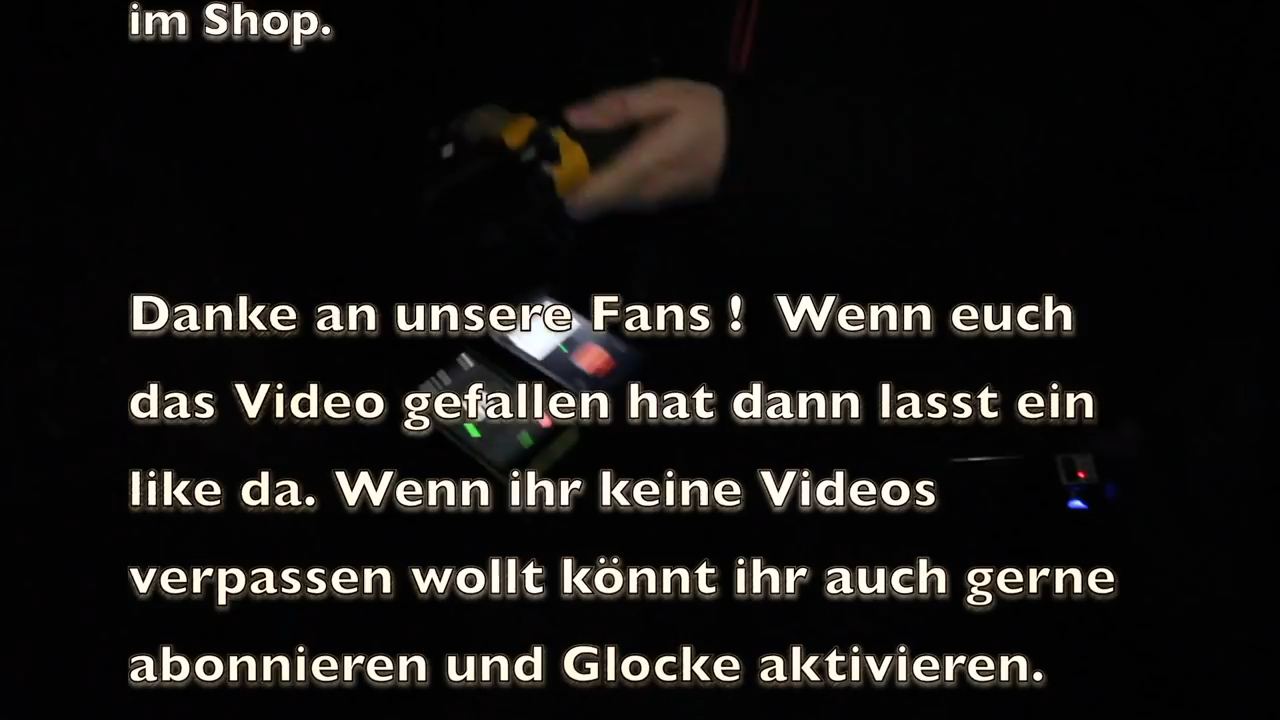 im Shop.
Danke an unsere Fans ! Wenn euch
das Video gefallen hat dann lasst ein
like da. Wenn ihr keine Videos
verpassen wollt könnt ihr auch gerne
abonnieren und Glocke aktivieren.